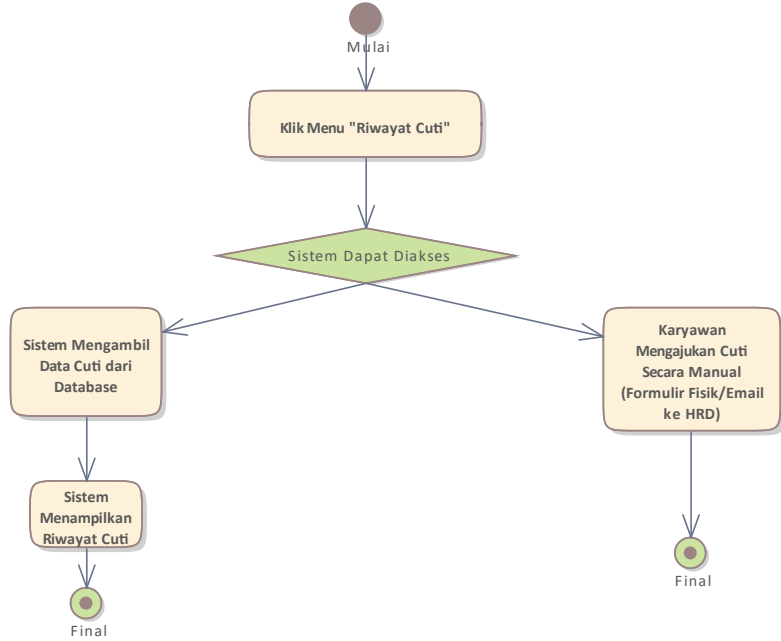 Mulai
Klik Menu "Riwayat Cuti"
Sistem Dapat Diakses
Sistem Mengambil
Data Cuti dari
Database
Karyawan
Mengajukan Cuti
Secara Manual
(Formulir Fisik/Email
ke HRD)
Sistem
Menampilkan
Riwayat Cuti
Final
Final